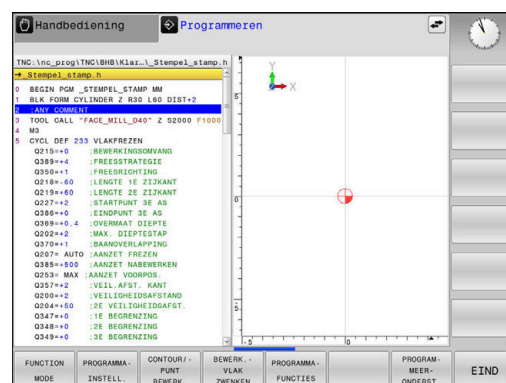 Handbediening
Programmeren
TNC:\nc_prog\TNC\BHB\Klar…\_Stempel_stamp.h
→_Stempel_stamp.h
0 BEGIN PGM _STEMPEL_STAMP MM
1 BLK FORM CYLINDER Z R30 L60 DIST+2
2 ;ANY COMMENT
3 TOOL CALL "FACE_MILL_D40" Z S2000 F1000
4 M3
5 CYCL DEF 233 VLAKFREZEN
Q215=+0 ;BEWERKINGSOMVANG
Q389=+4 ;FREESSTRATEGIE
Q350=+1 ;FREESRICHTING
Q218=-60 ;LENGTE 1E ZIJKANT
Q219=+60 ;LENGTE 2E ZIJKANT
Q227=+2 ;STARTPUNT 3E AS
Q386=+0 ;EINDPUNT 3E AS
Q369=+0.4 ;OVERMAAT DIEPTE
Q202=+2 ;MAX. DIEPTESTAP
Q370=+1 ;BAANOVERLAPPING
Q207= AUTO ;AANZET FREZEN
Q385=+500 ;AANZET NABEWERKEN
Q253= MAX ;AANZET VOORPOS.
Q357=+2 ;VEIL.AFST. KANT
Q200=+2 ;VEILIGHEIDSAFSTAND
Q204=+50 ;2E VEILIGHEIDSAFST.
Q347=+0 ;1E BEGRENZING
Q348=+0 ;2E BEGRENZING
Q349=+0 ;3E BEGRENZING
Y
X
5
0
-5
-5
0
FUNCTION MODE
PROGRAMMA- INSTELL.
CONTOUR/- PUNT BEWERK.
BEWERK.- VLAK ZWENKEN
PROGRAMMA- FUNCTIES
PROGRAM- MEER- ONDERST.
EIND